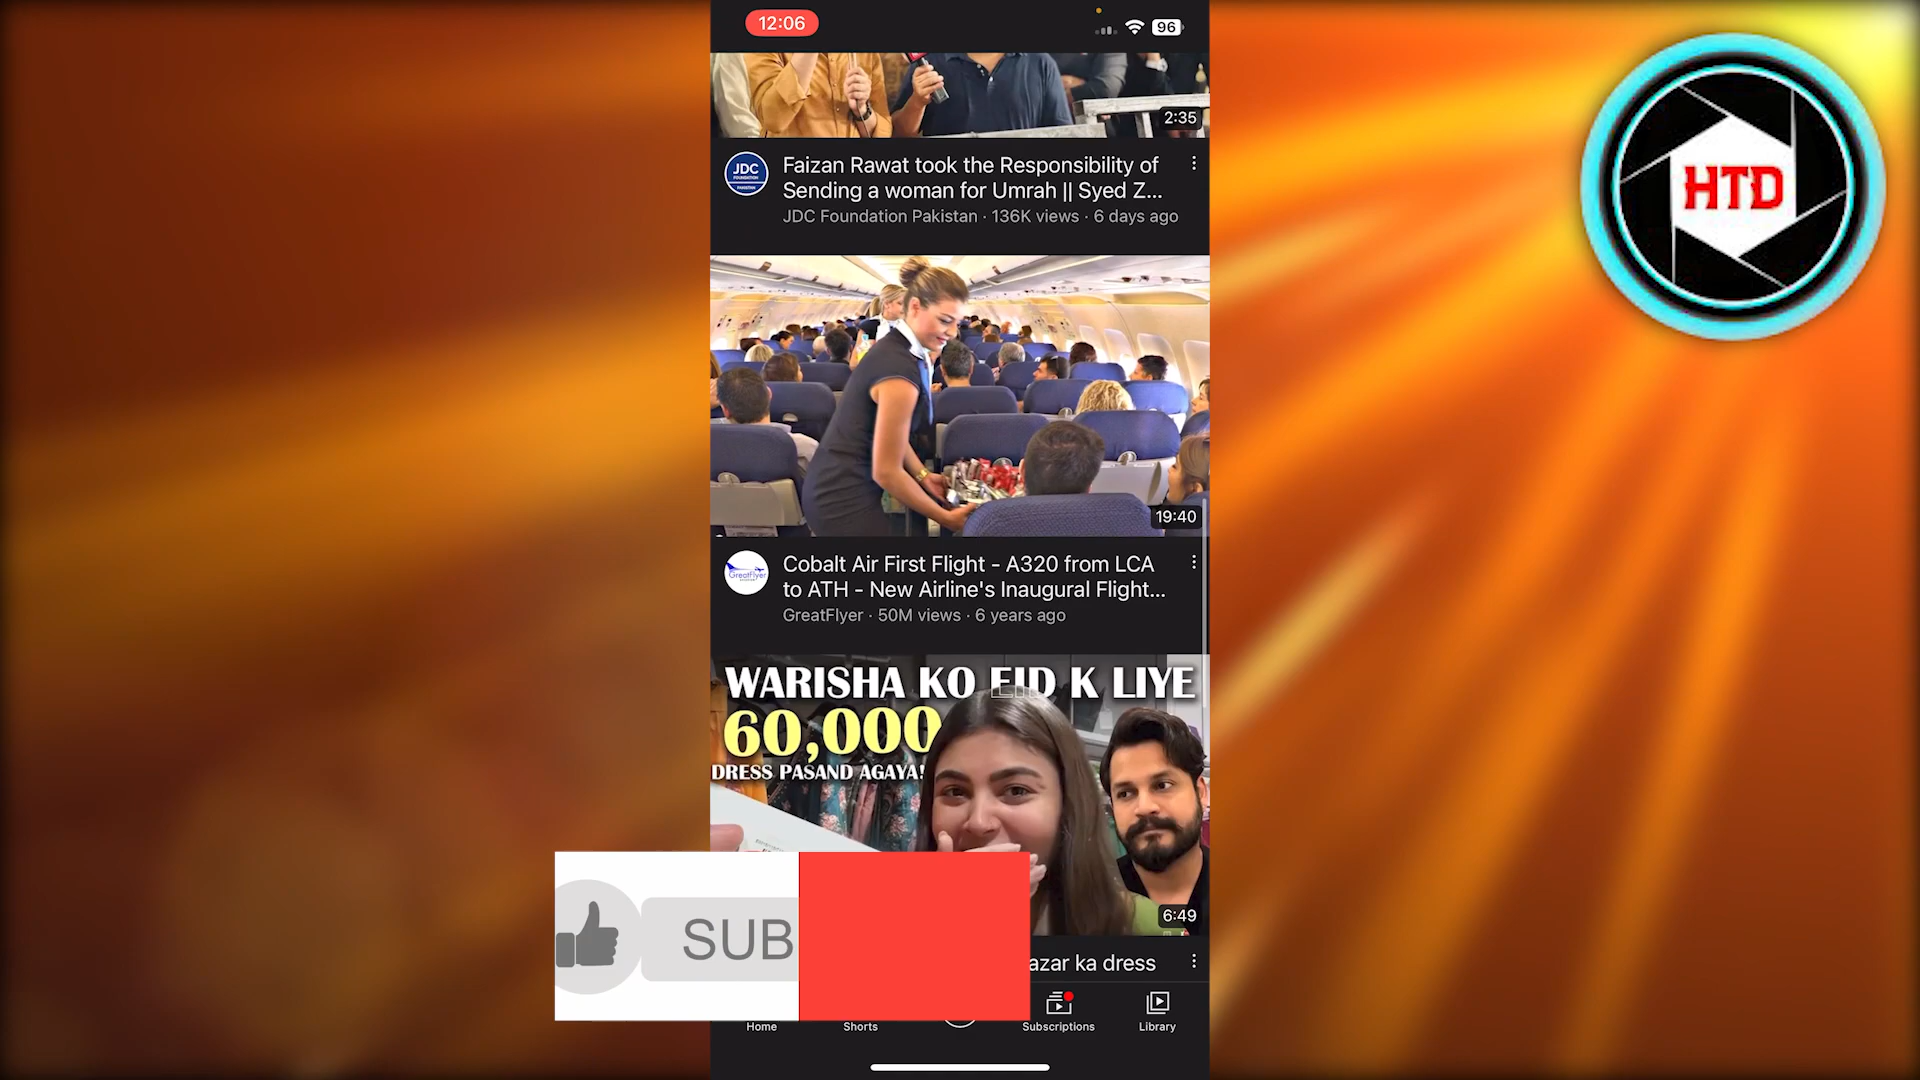 12:06
96
2:35
HTD
JDC
FOUNDATION
PAKISTAN
Faizan Rawat took the Responsibility of
Sending a woman for Umrah || Syed Z...
JDC Foundation Pakistan · 136K views · 6 days ago
19:40
GreatFlyer
Cobalt Air First Flight - A320 from LCA
to ATH - New Airline's Inaugural Flight...
GreatFlyer · 50M views · 6 years ago
WARISHA KO EID K LIYE
60,000
DRESS PASAND AGAYA!
6:49
SUB
azar ka dress
Home
Shorts
Subscriptions
Library